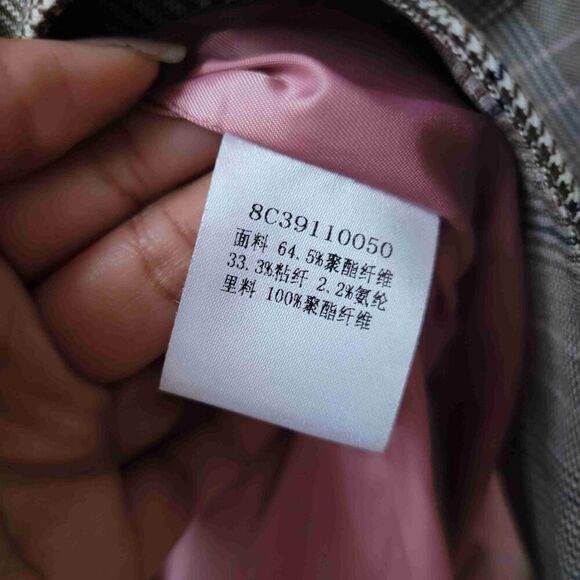 8C39110050
面料 64.5%聚酯纤维
33.3%粘纤 2.2%氨纶
里料 100%聚酯纤维